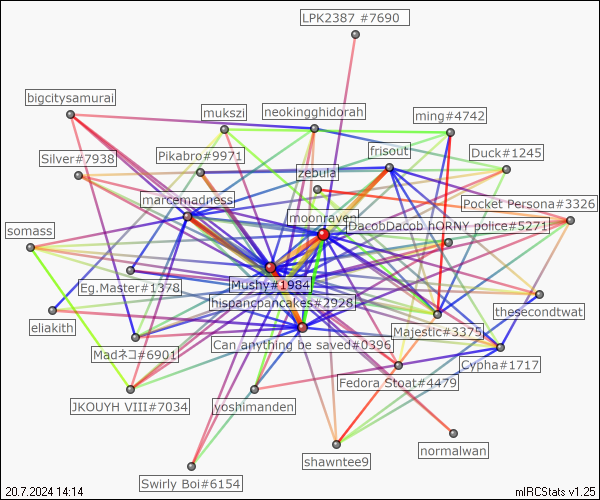 LPK2387 #7690
bigcitysamurai
mukszi
neokingghidorah
ming#4742
Silver#7938
Pikabro#9971
frisout
Duck#1245
zebula
marcemadness
Pocket Persona#3326
moonraven
DacobDacob hORNY police#5271
somass
Mushy#1984
Eg.Master#1378
hispancpancakes#2928
thesecondtwat
eliakith
Majestic#3375
Can anything be saved#0396
Madネコ#6901
Cypha#1717
Fedora Stoat#4479
JKOUYH VIII#7034
yoshimanden
normalwan
shawntee9
Swirly Boi#6154
20.7.2024 14:14
mIRCStats v1.25